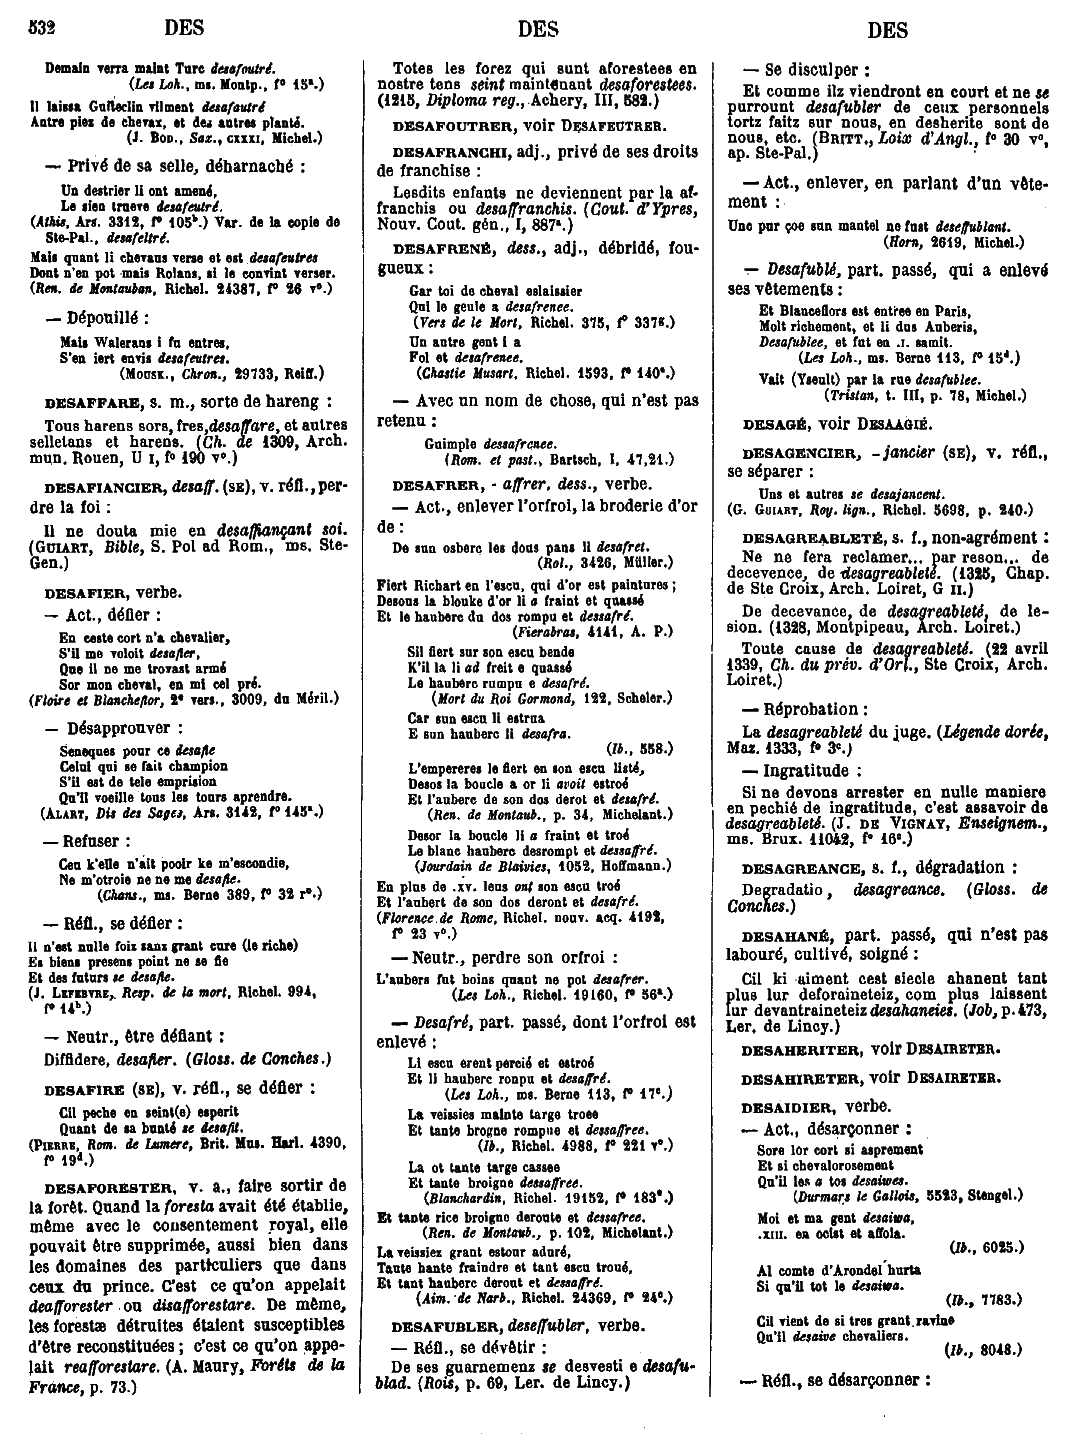 532 DES DES DES
Demain verra maint Turc desafoutré.
(Les Loh., ms. Montp., f° 15ª.)
Il laissa Guiteclin vilment desafautré
Autre piez de chevax, et des autres planté.
(J. Bod., Sax., cxxxi, Michel.)
— Privé de sa selle, déharnaché :
Un destrier li ont amené,
Le sien trueve desafeutré.
(Athis, Ars. 3312, f° 105ᵇ.) Var. de la copie de
Ste-Pal., desafeltré.
Mais quant li chevaus verse et est desafeutres
Dont n'en pot mais Rolans, si le convint verser.
(Ren. de Montauban, Richel. 24387, f° 26 v°.)
— Dépouillé :
Mais Walerans i fu entres,
S'en iert envis desafeutres.
(Mousk., Chron., 29733, Reiff.)
DESAFFARE, s. m., sorte de hareng :
Tous harens sors, fres, desaffare, et autres
selletans et harens. (Ch. de 1309, Arch.
mun. Rouen, U 1, f° 190 v°.)
DESAFIANCIER, desaff. (se), v. réfl., per-
dre la foi :
Il ne douta mie en desaffiançant soi.
(Guiart, Bible, S. Pol ad Rom., ms. Ste-
Gen.)
DESAFIER, verbe.
— Act., défier :
En ceste cort n'a chevalier,
S'il me voloit desafier,
Que il ne me trovast armé
Sor mon cheval, en mi cel pré.
(Floire et Blancheflor, 2ᵉ vers., 3009, du Méril.)
— Désapprouver :
Seneques pour ce desafie
Celui qui se fait champion
S'il est de tele emprision
Qu'il voeille tous les tours aprendre.
(Alart, Dis des Sages, Ars. 3142, f° 145ª.)
— Refuser :
Ceu k'elle n'ait pooir ke m'escondie,
Ne m'otroie ne ne me desafie.
(Chans., ms. Berne 389, f° 32 r°.)
— Réfl., se défier :
Il n'est nulle foiz sanz grant cure (le riche)
Es biens presens point ne se fie
Et des futurs se desafie.
(J. Lefebvre, Resp. de la mort, Richel. 994,
f° 14ᵇ.)
— Neutr., être défiant :
Diffidere, desafier. (Gloss. de Conches.)
DESAFIRE (se), v. réfl., se défier :
Cil peche en seint(e) esperit
Quant de sa bunté se desafit.
(Pierre, Rom. de Lumere, Brit. Mus. Harl. 4390,
f° 19ᵈ.)
DESAFORESTER, v. a., faire sortir de
la forêt. Quand la foresta avait été établie,
même avec le consentement royal, elle
pouvait être supprimée, aussi bien dans
les domaines des particuliers que dans
ceux du prince. C'est ce qu'on appelait
deafforester ou disafforestare. De même,
les forestæ détruites étaient susceptibles
d'être reconstituées ; c'est ce qu'on appe-
lait reafforestare. (A. Maury, Forêts de la
France, p. 73.)
Totes les forez qui sunt aforestees en
nostre tens seint maintenant desaforestees.
(1215, Diploma reg., Achery, III, 582.)
DESAFOUTRER, voir Desafeutrer.
DESAFRANCHI, adj., privé de ses droits
de franchise :
Lesdits enfants ne deviennent par la af-
franchis ou desaffranchis. (Cout. d'Ypres,
Nouv. Cout. gén., I, 887ª.)
DESAFRENÉ, dess., adj., débridé, fou-
gueux :
Gar toi de cheval eslaissier
Qui le geule a desafrenee.
(Vers de le Mort, Richel. 375, f° 337ᵉ.)
Un autre gent i a
Fol et desafrenee.
(Chastie Musart, Richel. 1593, f° 140ᵉ.)
— Avec un nom de chose, qui n'est pas
retenu :
Guimple dessafrenee.
(Rom. et past., Bartsch, I, 47,21.)
DESAFRER, - affrer, dess., verbe.
— Act., enlever l'orfroi, la broderie d'or
de :
De sun osberc les dous pans li desafret.
(Rol., 3426, Müller.)
Fiert Richart en l'escu, qui d'or est paintures ;
Desous la blouke d'or li a fraint et quassé
Et le hauberc du dos rompu et dessafré.
(Fierabras, 4141, A. P.)
Sil fiert sur son escu bende
K'il la li ad freit e quassé
Le hauberc rumpu e desafré.
(Mort du Roi Gormond, 122, Scheler.)
Car sun escu li estrua
E sun hauberc li desafra.
(Ib., 558.)
L'empereres le fiert en son escu listé,
Desos la boucle a or li avoit estroé
Et l'auberc de son dos derot et desafré.
(Ren. de Montaub., p. 34, Michelant.)
Desor la boucle li a fraint et troé
Le blanc hauberc desrompt et dessaffré.
(Jourdain de Blaivies, 1052, Hoffmann.)
En plus de .xv. leus ont son escu troé
Et l'aubert de son dos deront et desafré.
(Florence de Rome, Richel. nouv. acq. 4192,
f° 23 v°.)
— Neutr., perdre son orfroi :
L'aubers fut boins quant ne pot desafrer.
(Les Loh., Richel. 19160, f° 56ª.)
— Desafré, part. passé, dont l'orfroi est
enlevé :
Li escu erent percié et estroé
Et li hauberc ronpu et desaffré.
(Les Loh., ms. Berne 113, f° 17ᶜ.)
La veissies mainte targe troee
Et tante brogne rompue et dessaffree.
(Ib., Richel. 4988, f° 221 v°.)
La ot tante targe cassee
Et tante broigne dessaffree.
(Blanchardin, Richel. 19152, f° 183ª.)
Et tante rice broigne deroute et dessafree.
(Ren. de Montaub., p. 102, Michelant.)
La veissiez grant estour aduré,
Tante hante fraindre et tant escu troué,
Et tant hauberc deront et dessaffré.
(Aim. de Narb., Richel. 24369, f° 24ᵉ.)
DESAFUBLER, deseffubler, verbe.
— Réfl., se dévêtir :
De ses guarnemenz se desvesti e desafu-
blad. (Rois, p. 69, Ler. de Lincy.)
— Se disculper :
Et comme ilz viendront en court et ne se
purrount desafubler de ceux personnels
tortz faitz sur nous, en desherite sont de
nous, etc. (Britt., Loix d'Angl., f° 30 v°,
ap. Ste-Pal.)
— Act., enlever, en parlant d'un vête-
ment :
Une pur çoe sun mantel ne fust deseffublant.
(Horn, 2619, Michel.)
— Desafublé, part. passé, qui a enlevé
ses vêtements :
Et Blanceflors est entree en Paris,
Molt richement, et li dus Auberis,
Desafublee, et fut en .i. samit.
(Les Loh., ms. Berne 113, f° 15ᵈ.)
Vait (Yseult) par la rue desafublee.
(Tristan, t. III, p. 78, Michel.)
DESAGÉ, voir Desaagié.
DESAGENCIER, -jancier (se), v. réfl.,
se séparer :
Uns et autres se desajancent.
(G. Guiart, Roy. lign., Richel. 5698, p. 240.)
DESAGREABLETÉ, s. f., non-agrément :
Ne ne fera reclamer... par reson... de
decevence, de desagreableté. (1325, Chap.
de Ste Croix, Arch. Loiret, G II.)
De decevance, de desagreableté, de le-
sion. (1328, Montpipeau, Arch. Loiret.)
Toute cause de desagreableté. (22 avril
1339, Ch. du prév. d'Orl., Ste Croix, Arch.
Loiret.)
— Réprobation :
La desagreableté du juge. (Légende dorée,
Maz. 1333, f° 3ᶜ.)
— Ingratitude :
Si ne devons arrester en nulle maniere
en pechié de ingratitude, c'est assavoir de
desagreableté. (J. de Vignay, Enseignem.,
ms. Brux. 11042, f° 16ᵉ.)
DESAGREANCE, s. f., dégradation :
Degradatio, desagreance. (Gloss. de
Conches.)
DESAHANÉ, part. passé, qui n'est pas
labouré, cultivé, soigné :
Cil ki aiment cest siecle ahanent tant
plus lur deforaineteiz, com plus laissent
lur devantraineteiz desahaneies. (Job, p. 473,
Ler. de Lincy.)
DESAHERITER, voir Desaireter.
DESAHIRETER, voir Desaireter.
DESAIDIER, verbe.
— Act., désarçonner :
Sore lor cort si asprement
Et si chevalorosement
Qu'il les a tos desaiwes.
(Durmars le Gallois, 5523, Stengel.)
Moi et ma gent desaiwa,
.xiii. en ocist et affola.
(Ib., 6025.)
Al comte d'Arondel hurta
Si qu'il tot le desaiwa.
(Ib., 7783.)
Cil vient de si tres grant ravine
Qu'il desaive chevaliers.
(Ib., 8048.)
— Réfl., se désarçonner :